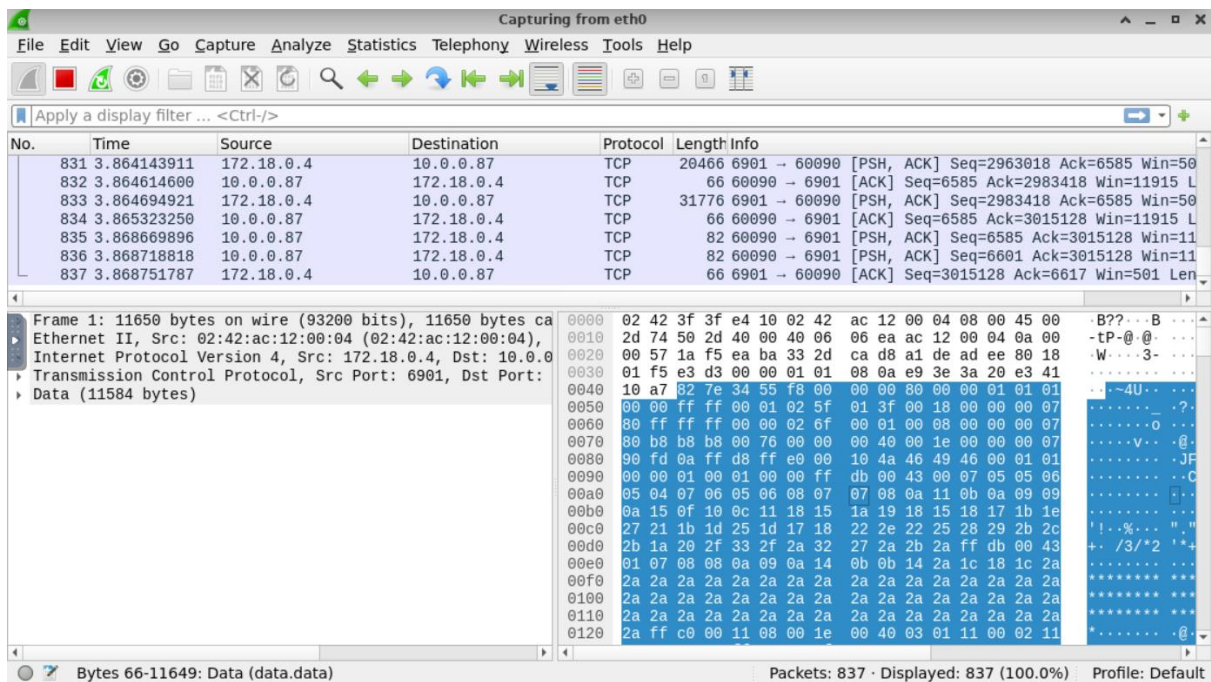 Capturing from eth0
File Edit View Go Capture Analyze Statistics Telephony Wireless Tools Help
Apply a display filter ... <Ctrl-/>
No. Time Source Destination Protocol Length Info
831 3.864143911 172.18.0.4 10.0.0.87 TCP 20466 6901 → 60090 [PSH, ACK] Seq=2963018 Ack=6585 Win=50
832 3.864614600 10.0.0.87 172.18.0.4 TCP 66 60090 → 6901 [ACK] Seq=6585 Ack=2983418 Win=11915 L
833 3.864694921 172.18.0.4 10.0.0.87 TCP 31776 6901 → 60090 [PSH, ACK] Seq=2983418 Ack=6585 Win=50
834 3.865323250 10.0.0.87 172.18.0.4 TCP 66 60090 → 6901 [ACK] Seq=6585 Ack=3015128 Win=11915 L
835 3.868669896 10.0.0.87 172.18.0.4 TCP 82 60090 → 6901 [PSH, ACK] Seq=6585 Ack=3015128 Win=11
836 3.868718818 10.0.0.87 172.18.0.4 TCP 82 60090 → 6901 [PSH, ACK] Seq=6601 Ack=3015128 Win=11
837 3.868751787 172.18.0.4 10.0.0.87 TCP 66 6901 → 60090 [ACK] Seq=3015128 Ack=6617 Win=501 Len
Frame 1: 11650 bytes on wire (93200 bits), 11650 bytes ca
Ethernet II, Src: 02:42:ac:12:00:04 (02:42:ac:12:00:04),
Internet Protocol Version 4, Src: 172.18.0.4, Dst: 10.0.0
Transmission Control Protocol, Src Port: 6901, Dst Port:
Data (11584 bytes)
0000 02 42 3f 3f e4 10 02 42 ac 12 00 04 08 00 45 00 ·B??···B ···
0010 2d 74 50 2d 40 00 40 06 06 ea ac 12 00 04 0a 00 -tP-@·@· ···
0020 00 57 1a f5 ea ba 33 2d ca d8 a1 de ad ee 80 18 ·W····3- ···
0030 01 f5 e3 d3 00 00 01 01 08 0a e9 3e 3a 20 e3 41 ········ ···
0040 10 a7 82 7e 34 55 f8 00 00 00 80 00 00 01 01 01 ···~4U·· ···
0050 00 00 ff ff 00 01 02 5f 01 3f 00 18 00 00 00 07 ·······_ ·?·
0060 80 ff ff ff 00 00 02 6f 00 01 00 08 00 00 00 07 ·······o ···
0070 80 b8 b8 b8 00 76 00 00 00 40 00 1e 00 00 00 07 ·····v·· ·@·
0080 90 fd 0a ff d8 ff e0 00 10 4a 46 49 46 00 01 01 ········ ·JF
0090 00 00 01 00 01 00 00 ff db 00 43 00 07 05 05 06 ········ ··C
00a0 05 04 07 06 05 06 08 07 07 08 0a 11 0b 0a 09 09 ········ ···
00b0 0a 15 0f 10 0c 11 18 15 1a 19 18 15 18 17 1b 1e ········ ···
00c0 27 21 1b 1d 25 1d 17 18 22 2e 22 25 28 29 2b 2c '!··%··· "."
00d0 2b 1a 20 2f 33 2f 2a 32 27 2a 2b 2a ff db 00 43 +· /3/*2 '*+
00e0 01 07 08 08 0a 09 0a 14 0b 0b 14 2a 1c 18 1c 2a ········ ···
00f0 2a 2a 2a 2a 2a 2a 2a 2a 2a 2a 2a 2a 2a 2a 2a 2a ******** ***
0100 2a 2a 2a 2a 2a 2a 2a 2a 2a 2a 2a 2a 2a 2a 2a 2a ******** ***
0110 2a 2a 2a 2a 2a 2a 2a 2a 2a 2a 2a 2a 2a 2a 2a 2a ******** ***
0120 2a ff c0 00 11 08 00 1e 00 40 03 01 11 00 02 11 *······· ·@·
Bytes 66-11649: Data (data.data) Packets: 837 · Displayed: 837 (100.0%) Profile: Default